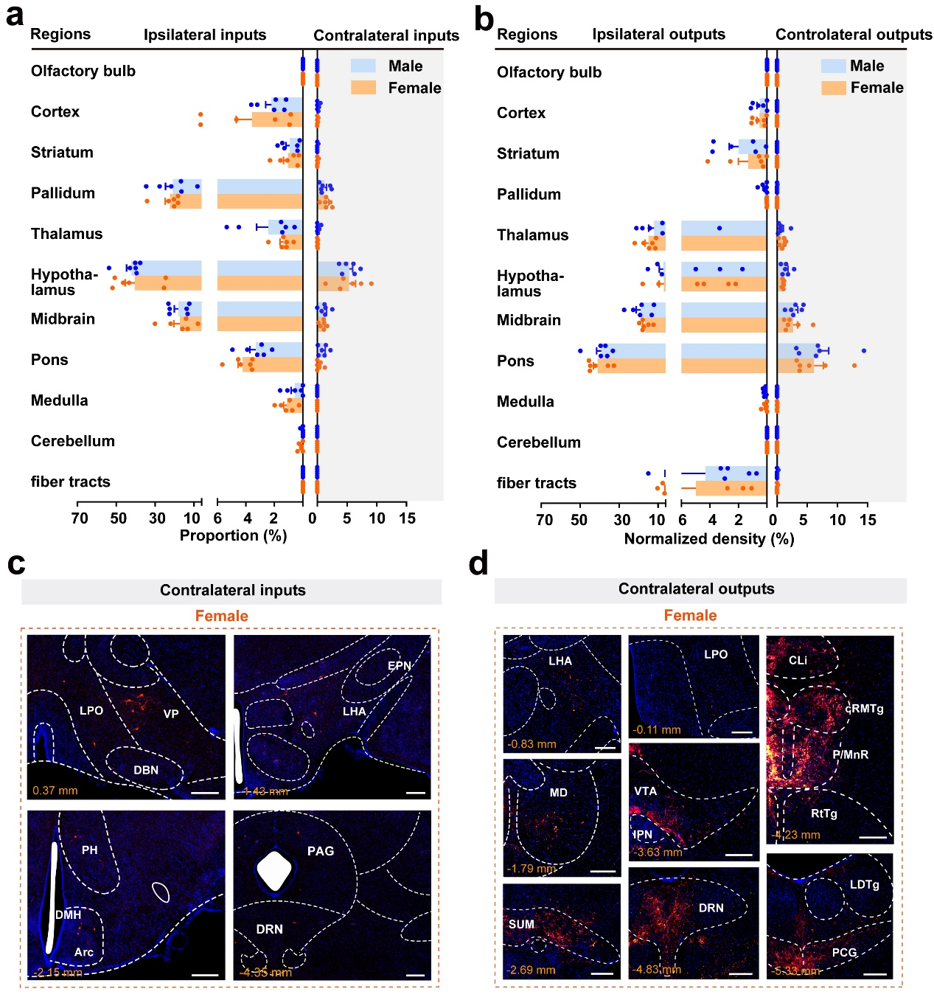 a
Regions Ipsilateral inputs Contralateral inputs
Male
Female
Olfactory bulb
Cortex
Striatum
Pallidum
Thalamus
Hypotha-
lamus
Midbrain
Pons
Medulla
Cerebellum
fiber tracts
70 50 30 10 6 4 2 0 5 10 15
Proportion (%)
b
Regions Ipsilateral outputs Controlateral outputs
Male
Female
Olfactory bulb
Cortex
Striatum
Pallidum
Thalamus
Hypotha-
lamus
Midbrain
Pons
Medulla
Cerebellum
fiber tracts
70 50 30 10 6 4 2 0 5 10 15
Normalized density (%)
c
Contralateral inputs
Female
LPO VP
DBN
0.37 mm
EPN
LHA
-1.43 mm
PH
DMH
Arc
-2.15 mm
PAG
DRN
-4.35 mm
d
Contralateral outputs
Female
LHA
-0.83 mm
LPO
-0.11 mm
CLi
cRMTg
P/MnR
RtTg
-4.23 mm
MD
-1.79 mm
VTA
IPN
-3.63 mm
SUM
-2.69 mm
DRN
-4.83 mm
LDTg
PCG
-5.33 mm